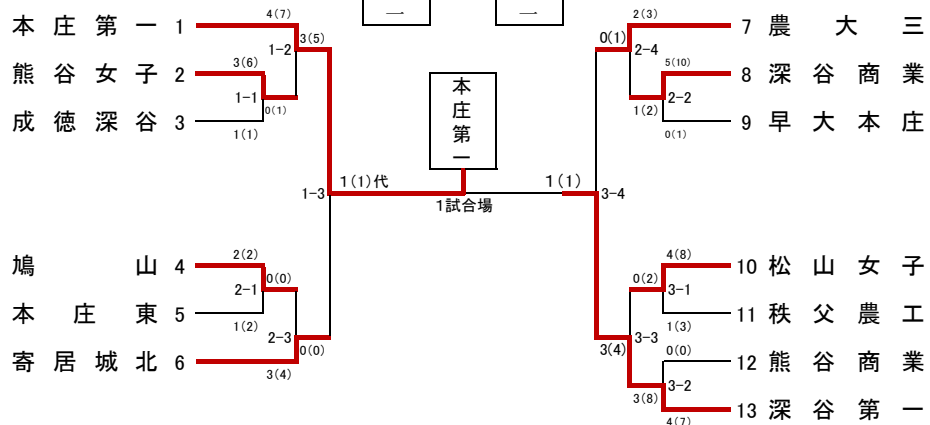 一 一
本庄第一 1
熊谷女子 2
成徳深谷 3
鳩山 4
本庄東 5
寄居城北 6
7 農大三
8 深谷商業
9 早大本庄
10 松山女子
11 秩父農工
12 熊谷商業
13 深谷第一
4(7)
3(5)
1-2
3(6)
1-1
0(1)
1(1)
1-3
1(1)代
本庄第一
1試合場
1(1)
2(2)
0(0)
2-1
1(2)
2-3
0(0)
3(4)
2(3)
0(1)
2-4
5(10)
2-2
1(2)
0(1)
3-4
4(8)
0(2)
3-1
1(3)
3-3
3(4)
0(0)
3-2
3(8)
4(7)